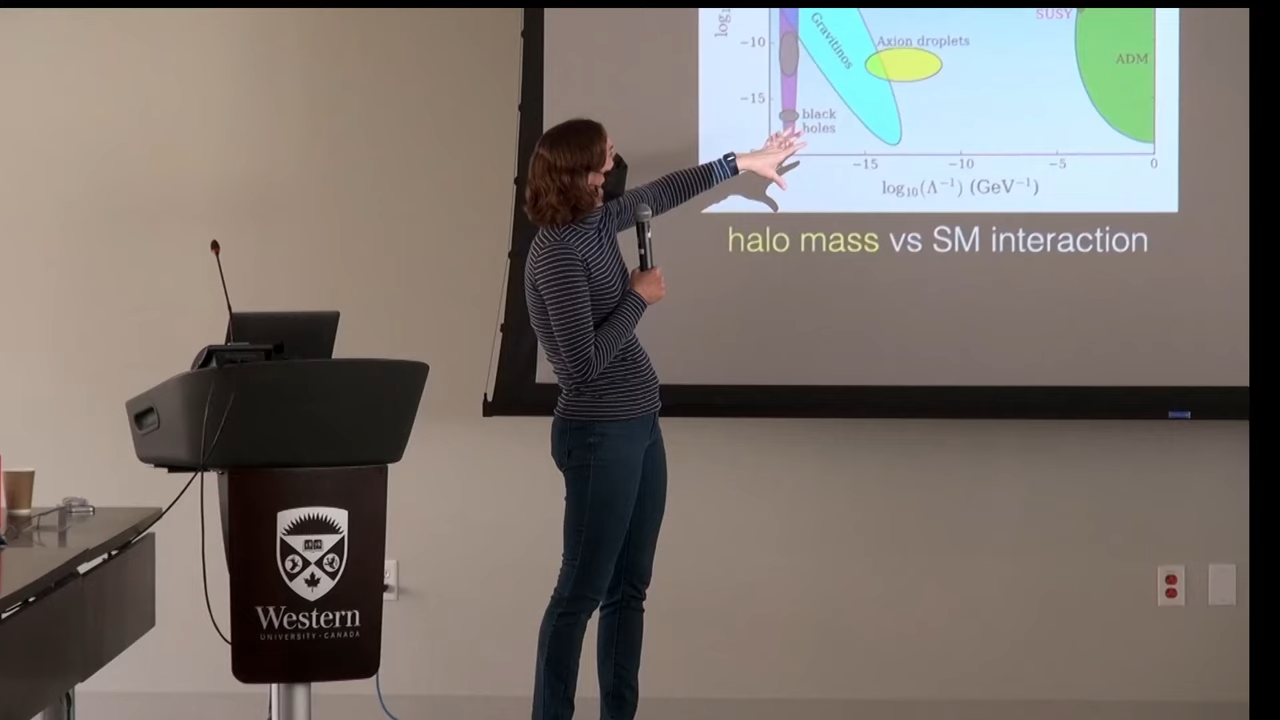 log₁
SUSY
−10
Gravitinos
Axion droplets
ADM
−15
black
holes
−15
−10
−5
0
log₁₀(Λ⁻¹) (GeV⁻¹)
halo mass vs SM interaction
Western
UNIVERSITY · CANADA